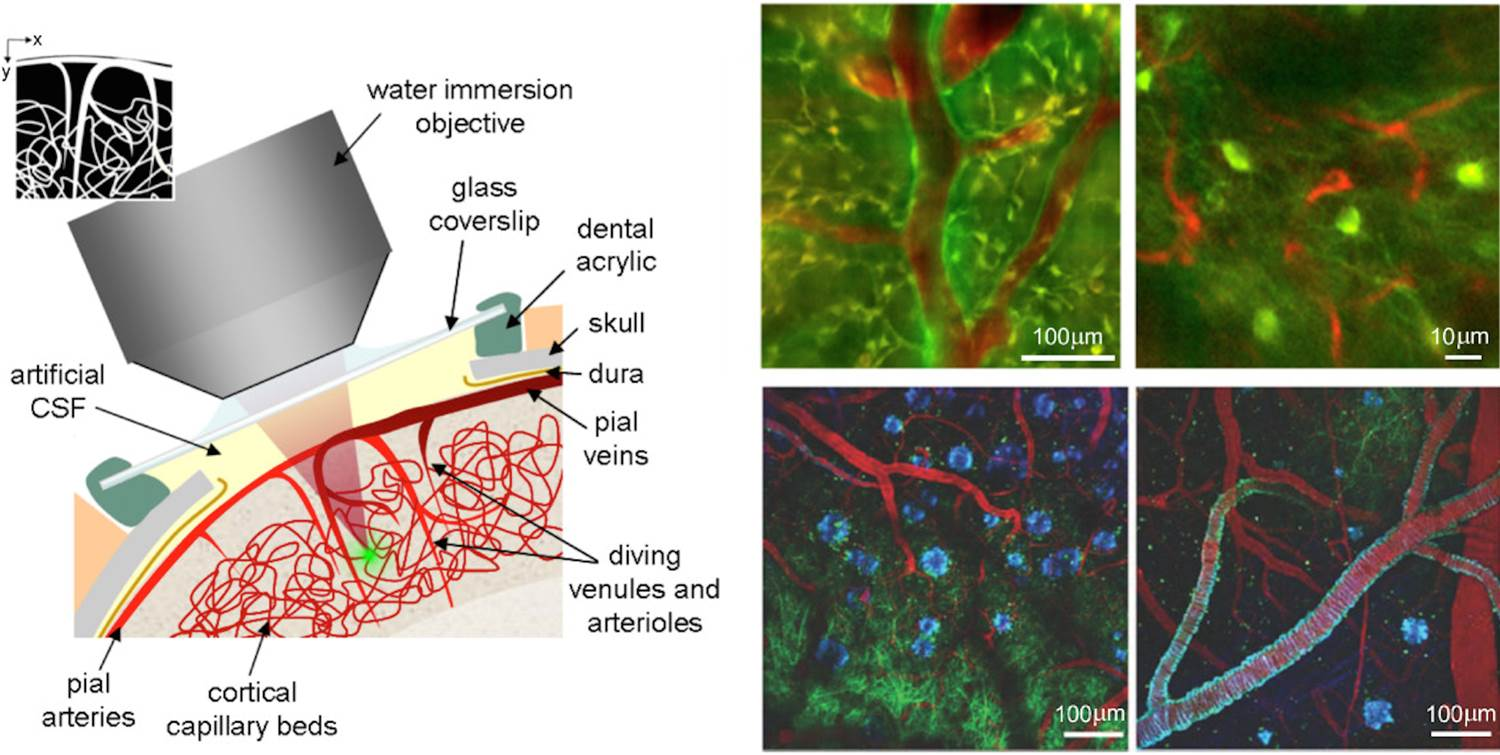 x
y
water immersion
objective
glass
coverslip
dental
acrylic
skull
dura
pial
veins
artificial
CSF
diving
venules and
arterioles
pial
arteries
cortical
capillary beds
100μm
10μm
100μm
100μm